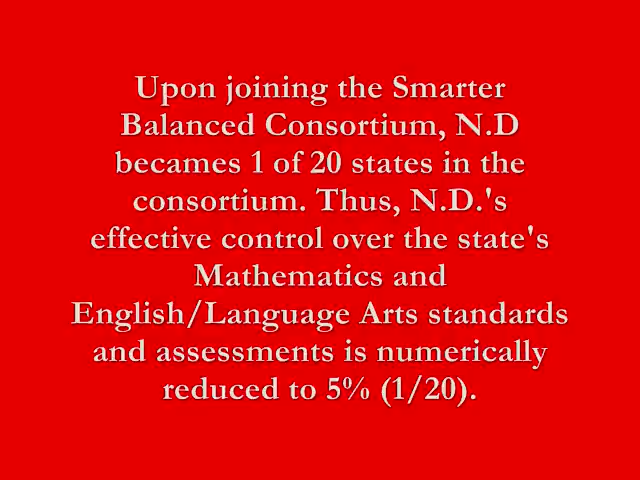 Upon joining the Smarter
Balanced Consortium, N.D
becames 1 of 20 states in the
consortium. Thus, N.D.'s
effective control over the state's
Mathematics and
English/Language Arts standards
and assessments is numerically
reduced to 5% (1/20).